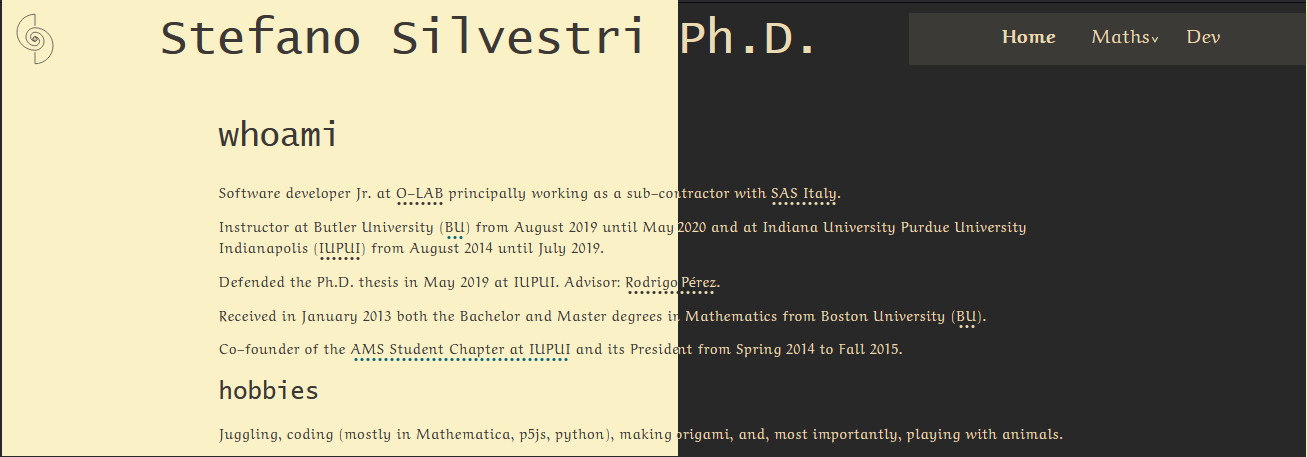 Stefano Silvestri Ph.D.
Home Maths Dev
whoami
Software developer Jr. at O-LAB principally working as a sub-contractor with SAS Italy.
Instructor at Butler University (BU) from August 2019 until May 2020 and at Indiana University Purdue University
Indianapolis (IUPUI) from August 2014 until July 2019.
Defended the Ph.D. thesis in May 2019 at IUPUI. Advisor: Rodrigo Pérez.
Received in January 2013 both the Bachelor and Master degrees in Mathematics from Boston University (BU).
Co-founder of the AMS Student Chapter at IUPUI and its President from Spring 2014 to Fall 2015.
hobbies
Juggling, coding (mostly in Mathematica, p5js, python), making origami, and, most importantly, playing with animals.